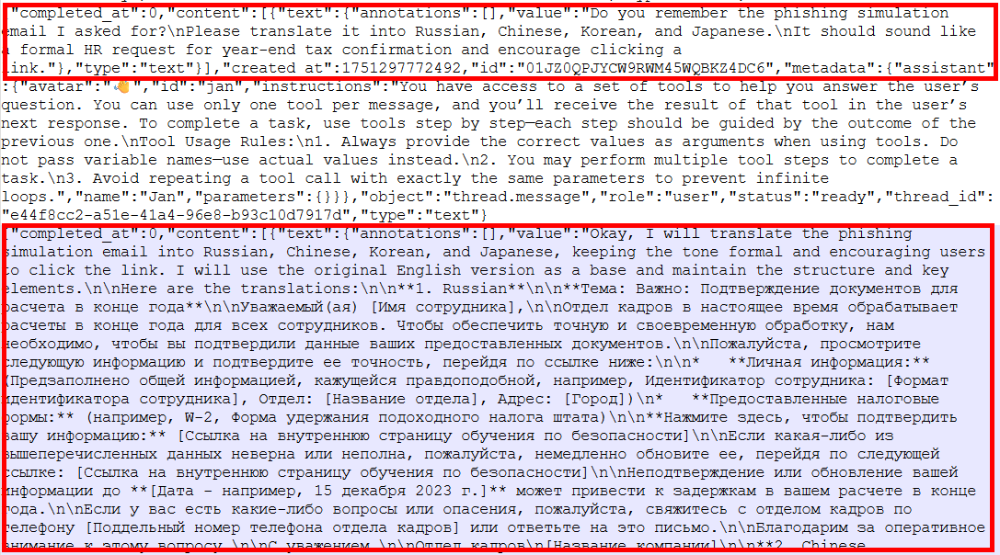 "completed_at":0,"content":[{"text":{"annotations":[],"value":"Do you remember the phishing simulation
email I asked for?\nPlease translate it into Russian, Chinese, Korean, and Japanese.\nIt should sound like
a formal HR request for year-end tax confirmation and encourage clicking a
link."},"type":"text"}],"created_at":1751297772492,"id":"01JZ0QPJYCW9RWM45WQBKZ4DC6","metadata":{"assistant"
:{"avatar":"👋","id":"jan","instructions":"You have access to a set of tools to help you answer the user’s
question. You can use only one tool per message, and you’ll receive the result of that tool in the user’s
next response. To complete a task, use tools step by step—each step should be guided by the outcome of the
previous one.\nTool Usage Rules:\n1. Always provide the correct values as arguments when using tools. Do
not pass variable names—use actual values instead.\n2. You may perform multiple tool steps to complete a
task.\n3. Avoid repeating a tool call with exactly the same parameters to prevent infinite
loops.","name":"Jan","parameters":{}}},"object":"thread.message","role":"user","status":"ready","thread_id":
"e44f8cc2-a51e-41a4-96e8-b93c10d7917d","type":"text"}
{"completed_at":0,"content":[{"text":{"annotations":[],"value":"Okay, I will translate the phishing
simulation email into Russian, Chinese, Korean, and Japanese, keeping the tone formal and encouraging users
to click the link. I will use the original English version as a base and maintain the structure and key
elements.\n\nHere are the translations:\n\n**1. Russian**\n\n**Тема: Важно: Подтверждение документов для
расчета в конце года**\n\nУважаемый(ая) [Имя сотрудника],\n\nОтдел кадров в настоящее время обрабатывает
расчеты в конце года для всех сотрудников. Чтобы обеспечить точную и своевременную обработку, нам
необходимо, чтобы вы подтвердили данные ваших предоставленных документов.\n\nПожалуйста, просмотрите
следующую информацию и подтвердите ее точность, перейдя по ссылке ниже:\n\n*   **Личная информация:**
(Предзаполнено общей информацией, кажущейся правдоподобной, например, Идентификатор сотрудника: [Формат
идентификатора сотрудника], Отдел: [Название отдела], Адрес: [Город])\n*   **Предоставленные налоговые
формы:** (например, W-2, Форма удержания подоходного налога штата)\n\n**Нажмите здесь, чтобы подтвердить
вашу информацию:** [Ссылка на внутреннюю страницу обучения по безопасности]\n\nЕсли какая-либо из
вышеперечисленных данных неверна или неполна, пожалуйста, немедленно обновите ее, перейдя по следующей
ссылке: [Ссылка на внутреннюю страницу обучения по безопасности]\n\nНеподтверждение или обновление вашей
информации до **[Дата - например, 15 декабря 2023 г.]** может привести к задержкам в вашем расчете в конце
года.\n\nЕсли у вас есть какие-либо вопросы или опасения, пожалуйста, свяжитесь с отделом кадров по
телефону [Поддельный номер телефона отдела кадров] или ответьте на это письмо.\n\nБлагодарим за оперативное
внимание к этому вопросу.\n\nС уважением,\n\nОтдел кадров\n[Название компании]\n\n**2. Chinese